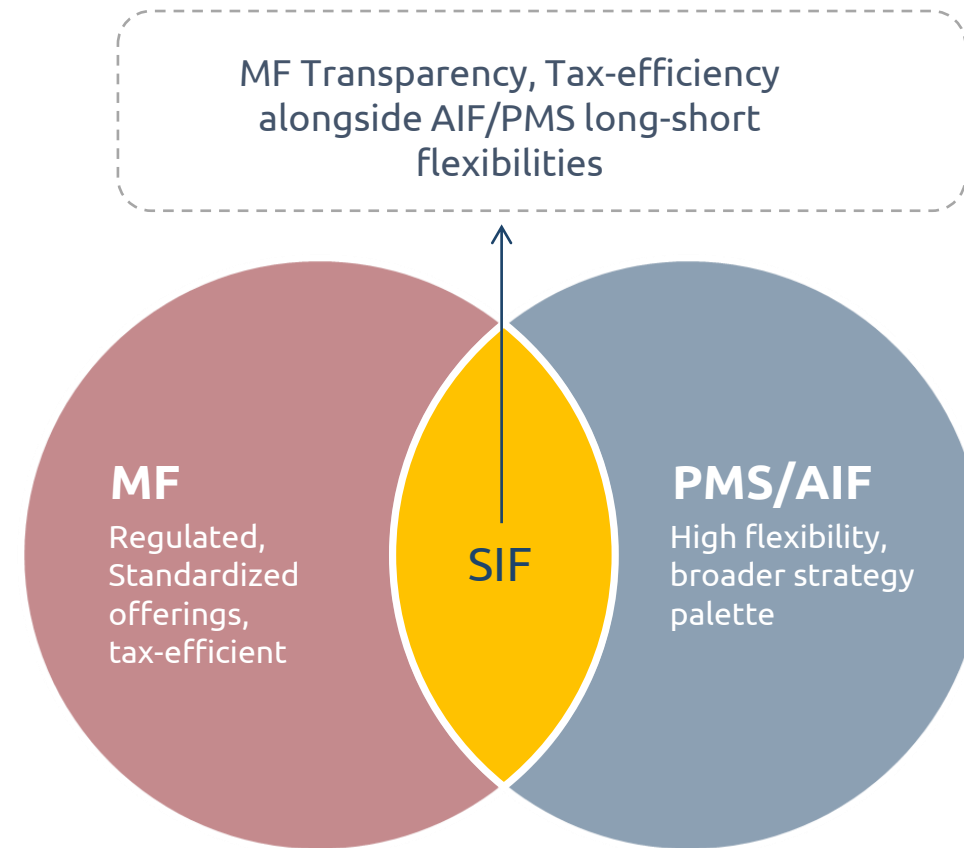 MF Transparency, Tax-efficiency
alongside AIF/PMS long-short
flexibilities
MF
Regulated,
Standardized
offerings,
tax-efficient
SIF
PMS/AIF
High flexibility,
broader strategy
palette